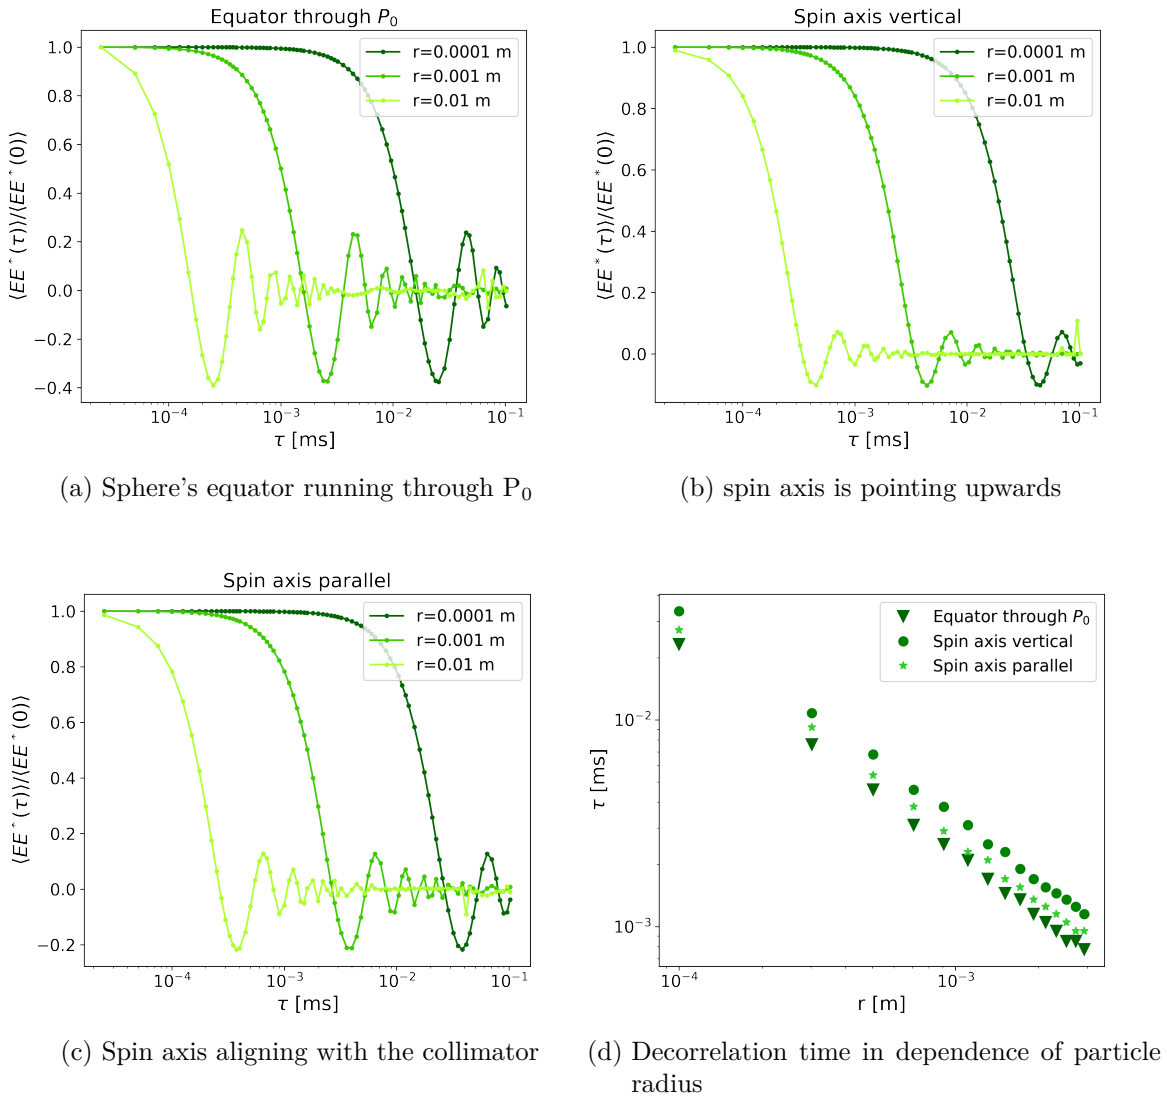 Equator through P₀
⟨EE*(τ)⟩/⟨EE*(0)⟩
1.0
0.8
0.6
0.4
0.2
0.0
−0.2
−0.4
r=0.0001 m
r=0.001 m
r=0.01 m
10⁻⁴
10⁻³
10⁻²
10⁻¹
τ [ms]
(a) Sphere's equator running through P₀
Spin axis vertical
⟨EE*(τ)⟩/⟨EE*(0)⟩
1.0
0.8
0.6
0.4
0.2
0.0
r=0.0001 m
r=0.001 m
r=0.01 m
10⁻⁴
10⁻³
10⁻²
10⁻¹
τ [ms]
(b) spin axis is pointing upwards
Spin axis parallel
⟨EE*(τ)⟩/⟨EE*(0)⟩
1.0
0.8
0.6
0.4
0.2
0.0
−0.2
r=0.0001 m
r=0.001 m
r=0.01 m
10⁻⁴
10⁻³
10⁻²
10⁻¹
τ [ms]
(c) Spin axis aligning with the collimator
τ [ms]
10⁻²
10⁻³
Equator through P₀
Spin axis vertical
Spin axis parallel
10⁻⁴
10⁻³
r [m]
(d) Decorrelation time in dependence of particle
radius